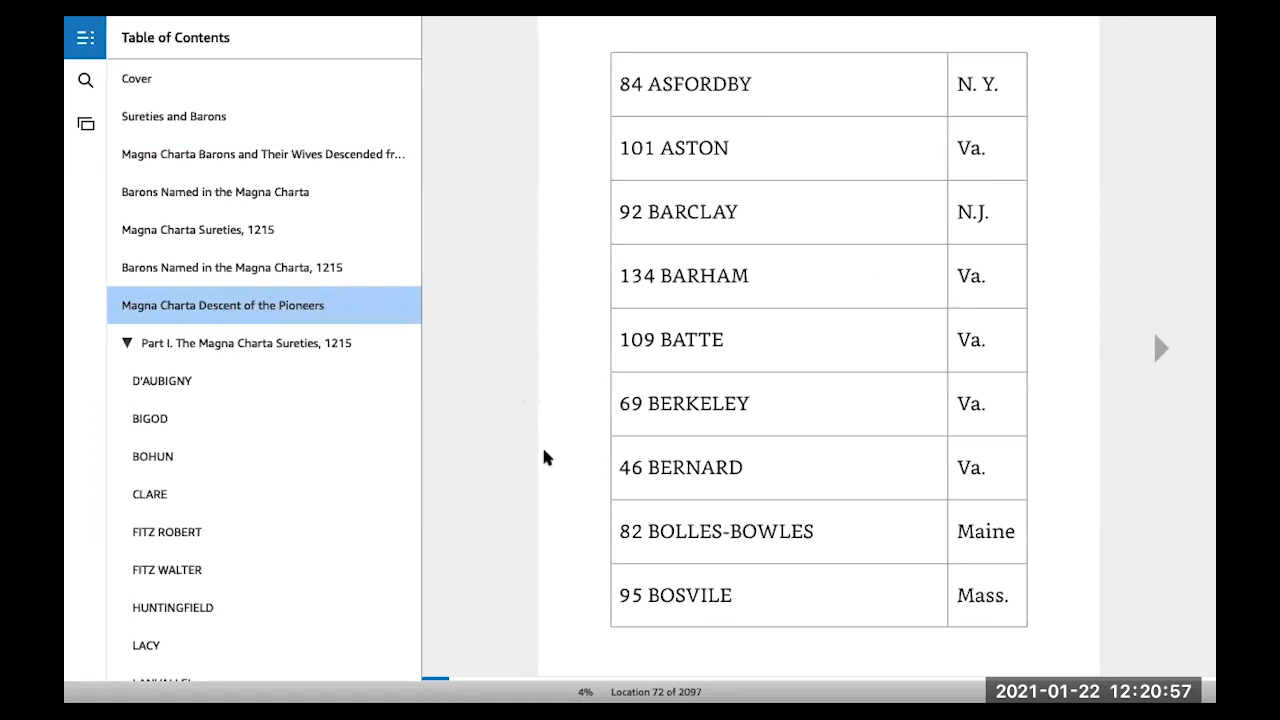 Table of Contents
Cover
Sureties and Barons
Magna Charta Barons and Their Wives Descended fr...
Barons Named in the Magna Charta
Magna Charta Sureties, 1215
Barons Named in the Magna Charta, 1215
Magna Charta Descent of the Pioneers
Part I. The Magna Charta Sureties, 1215
D'AUBIGNY
BIGOD
BOHUN
CLARE
FITZ ROBERT
FITZ WALTER
HUNTINGFIELD
LACY
84 ASFORDBY N. Y.
101 ASTON Va.
92 BARCLAY N.J.
134 BARHAM Va.
109 BATTE Va.
69 BERKELEY Va.
46 BERNARD Va.
82 BOLLES-BOWLES Maine
95 BOSVILE Mass.
4% Location 72 of 2097
2021-01-22 12:20:57